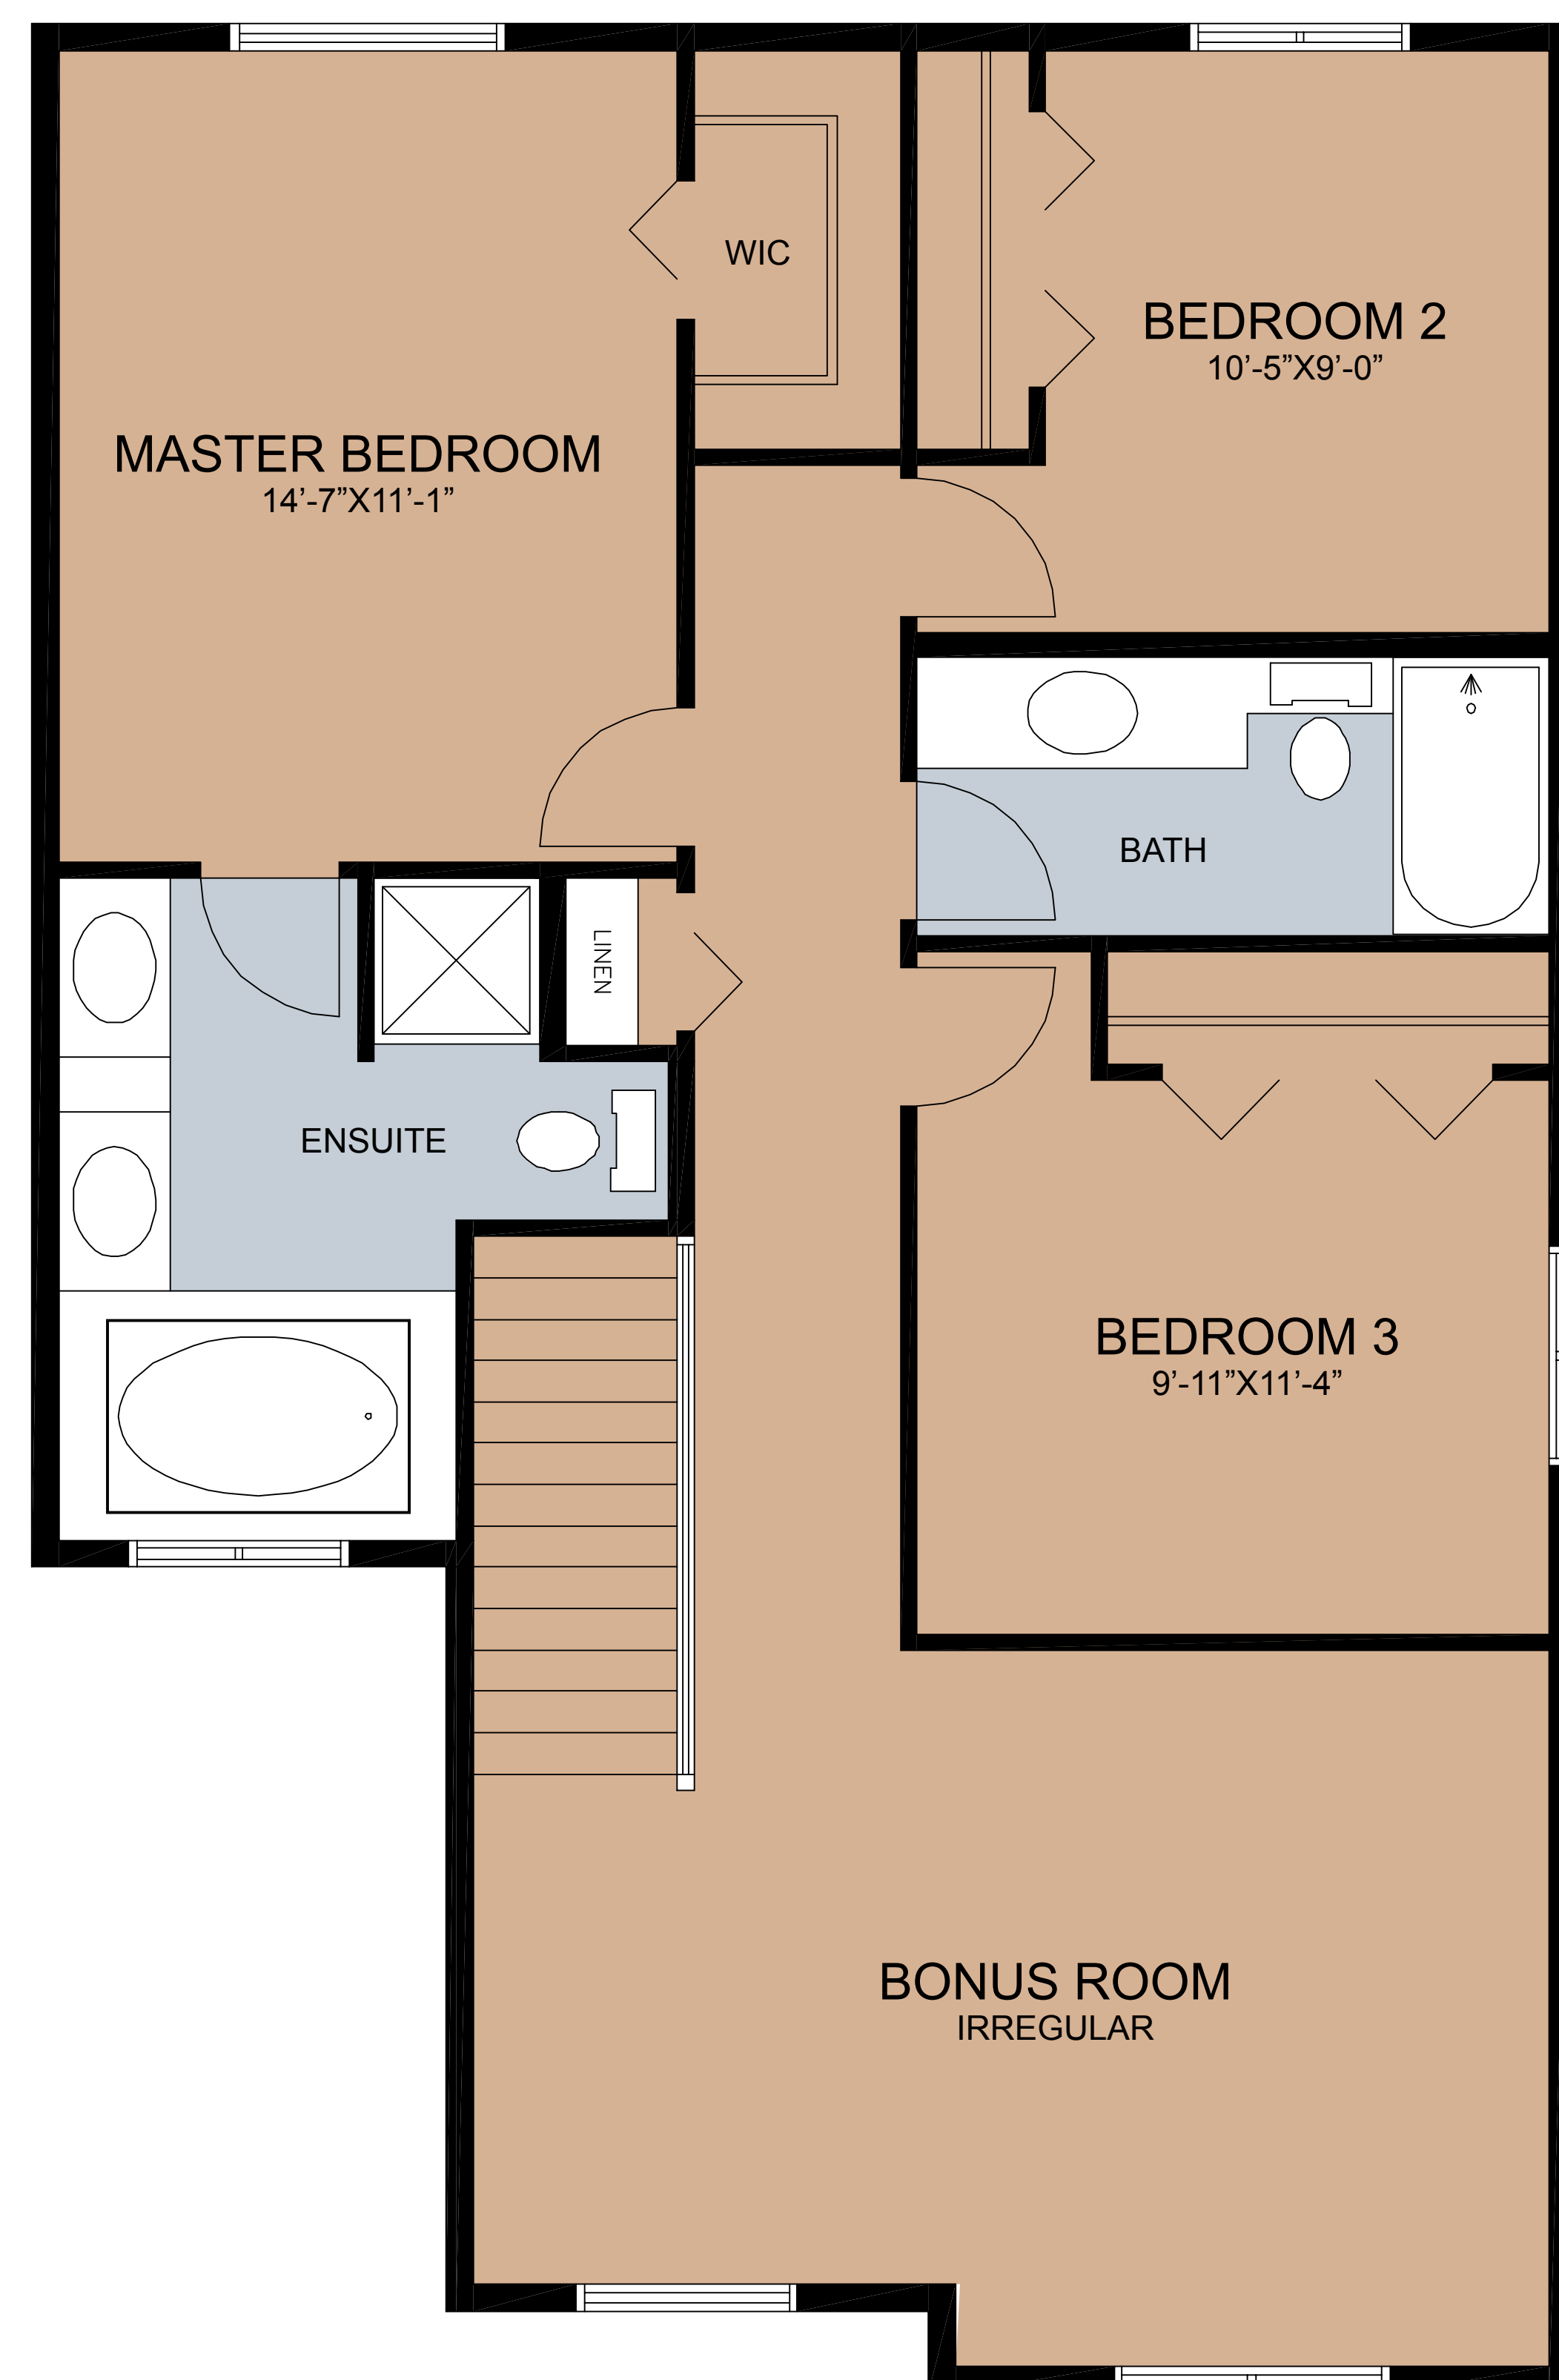 WIC
BEDROOM 2
10’-5”X9’-0”
MASTER BEDROOM
14’-7”X11’-1”
BATH
LINEN
ENSUITE
BEDROOM 3
9’-11”X11’-4”
BONUS ROOM
IRREGULAR